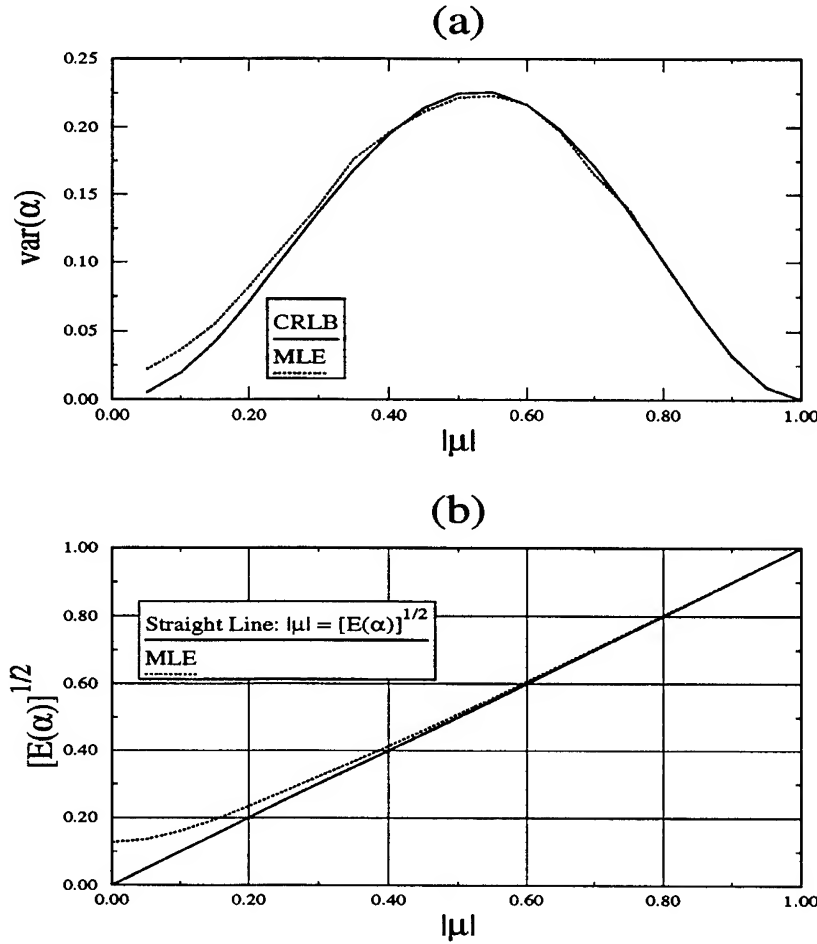 (a)
0.25
0.20
0.15
0.10
0.05
0.00
var(α)
CRLB
MLE
0.00 0.20 0.40 0.60 0.80 1.00
|μ|
(b)
1.00
0.80
0.60
0.40
0.20
0.00
[E(α)]^1/2
Straight Line: |μ| = [E(α)]^1/2
MLE
0.00 0.20 0.40 0.60 0.80 1.00
|μ|